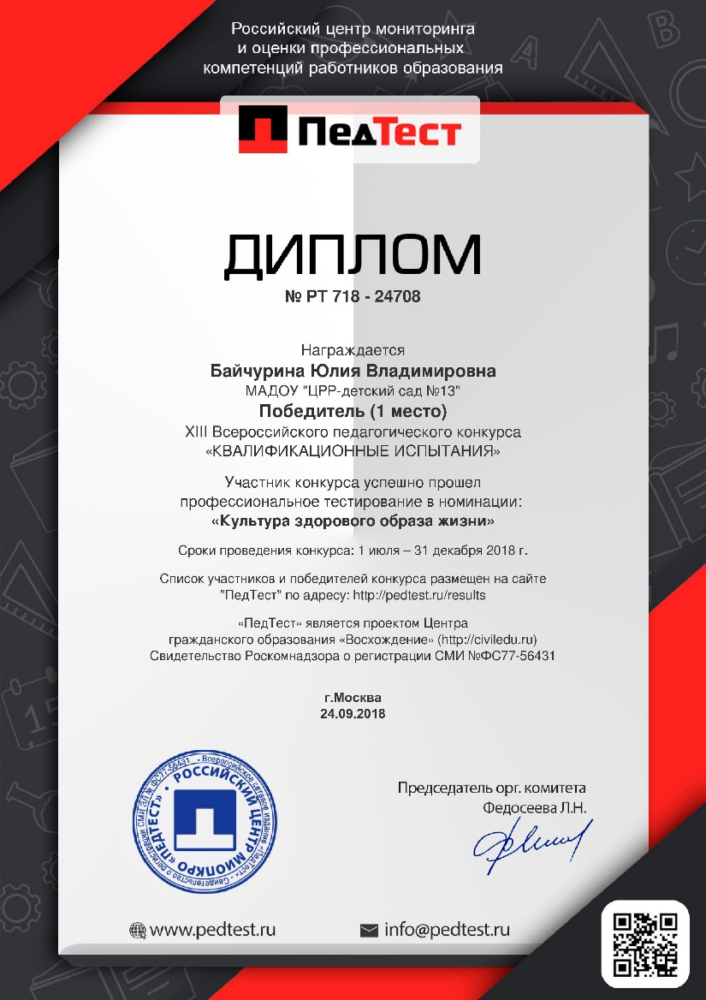 Российский центр мониторинга
и оценки профессиональных
компетенций работников образования
ПедТест
ДИПЛОМ
№ РТ 718 - 24708
Награждается
Байчурина Юлия Владимировна
МАДОУ "ЦРР-детский сад №13"
Победитель (1 место)
XIII Всероссийского педагогического конкурса
«КВАЛИФИКАЦИОННЫЕ ИСПЫТАНИЯ»
Участник конкурса успешно прошел
профессиональное тестирование в номинации:
«Культура здорового образа жизни»
Сроки проведения конкурса: 1 июля – 31 декабря 2018 г.
Список участников и победителей конкурса размещен на сайте
"ПедТест" по адресу: http://pedtest.ru/results
«ПедТест» является проектом Центра
гражданского образования «Восхождение» (http://civiledu.ru)
Свидетельство Роскомнадзора о регистрации СМИ №ФС77-56431
г.Москва
24.09.2018
• Всероссийское сетевое издание «ПедТест» - Свидетельство о регистрации СМИ ЭЛ № ФС77-56431
• РОССИЙСКИЙ ЦЕНТР МИОПКРО «ПЕДТЕСТ»
Председатель орг. комитета
Федосеева Л.Н.
www.pedtest.ru
info@pedtest.ru
A
B
15